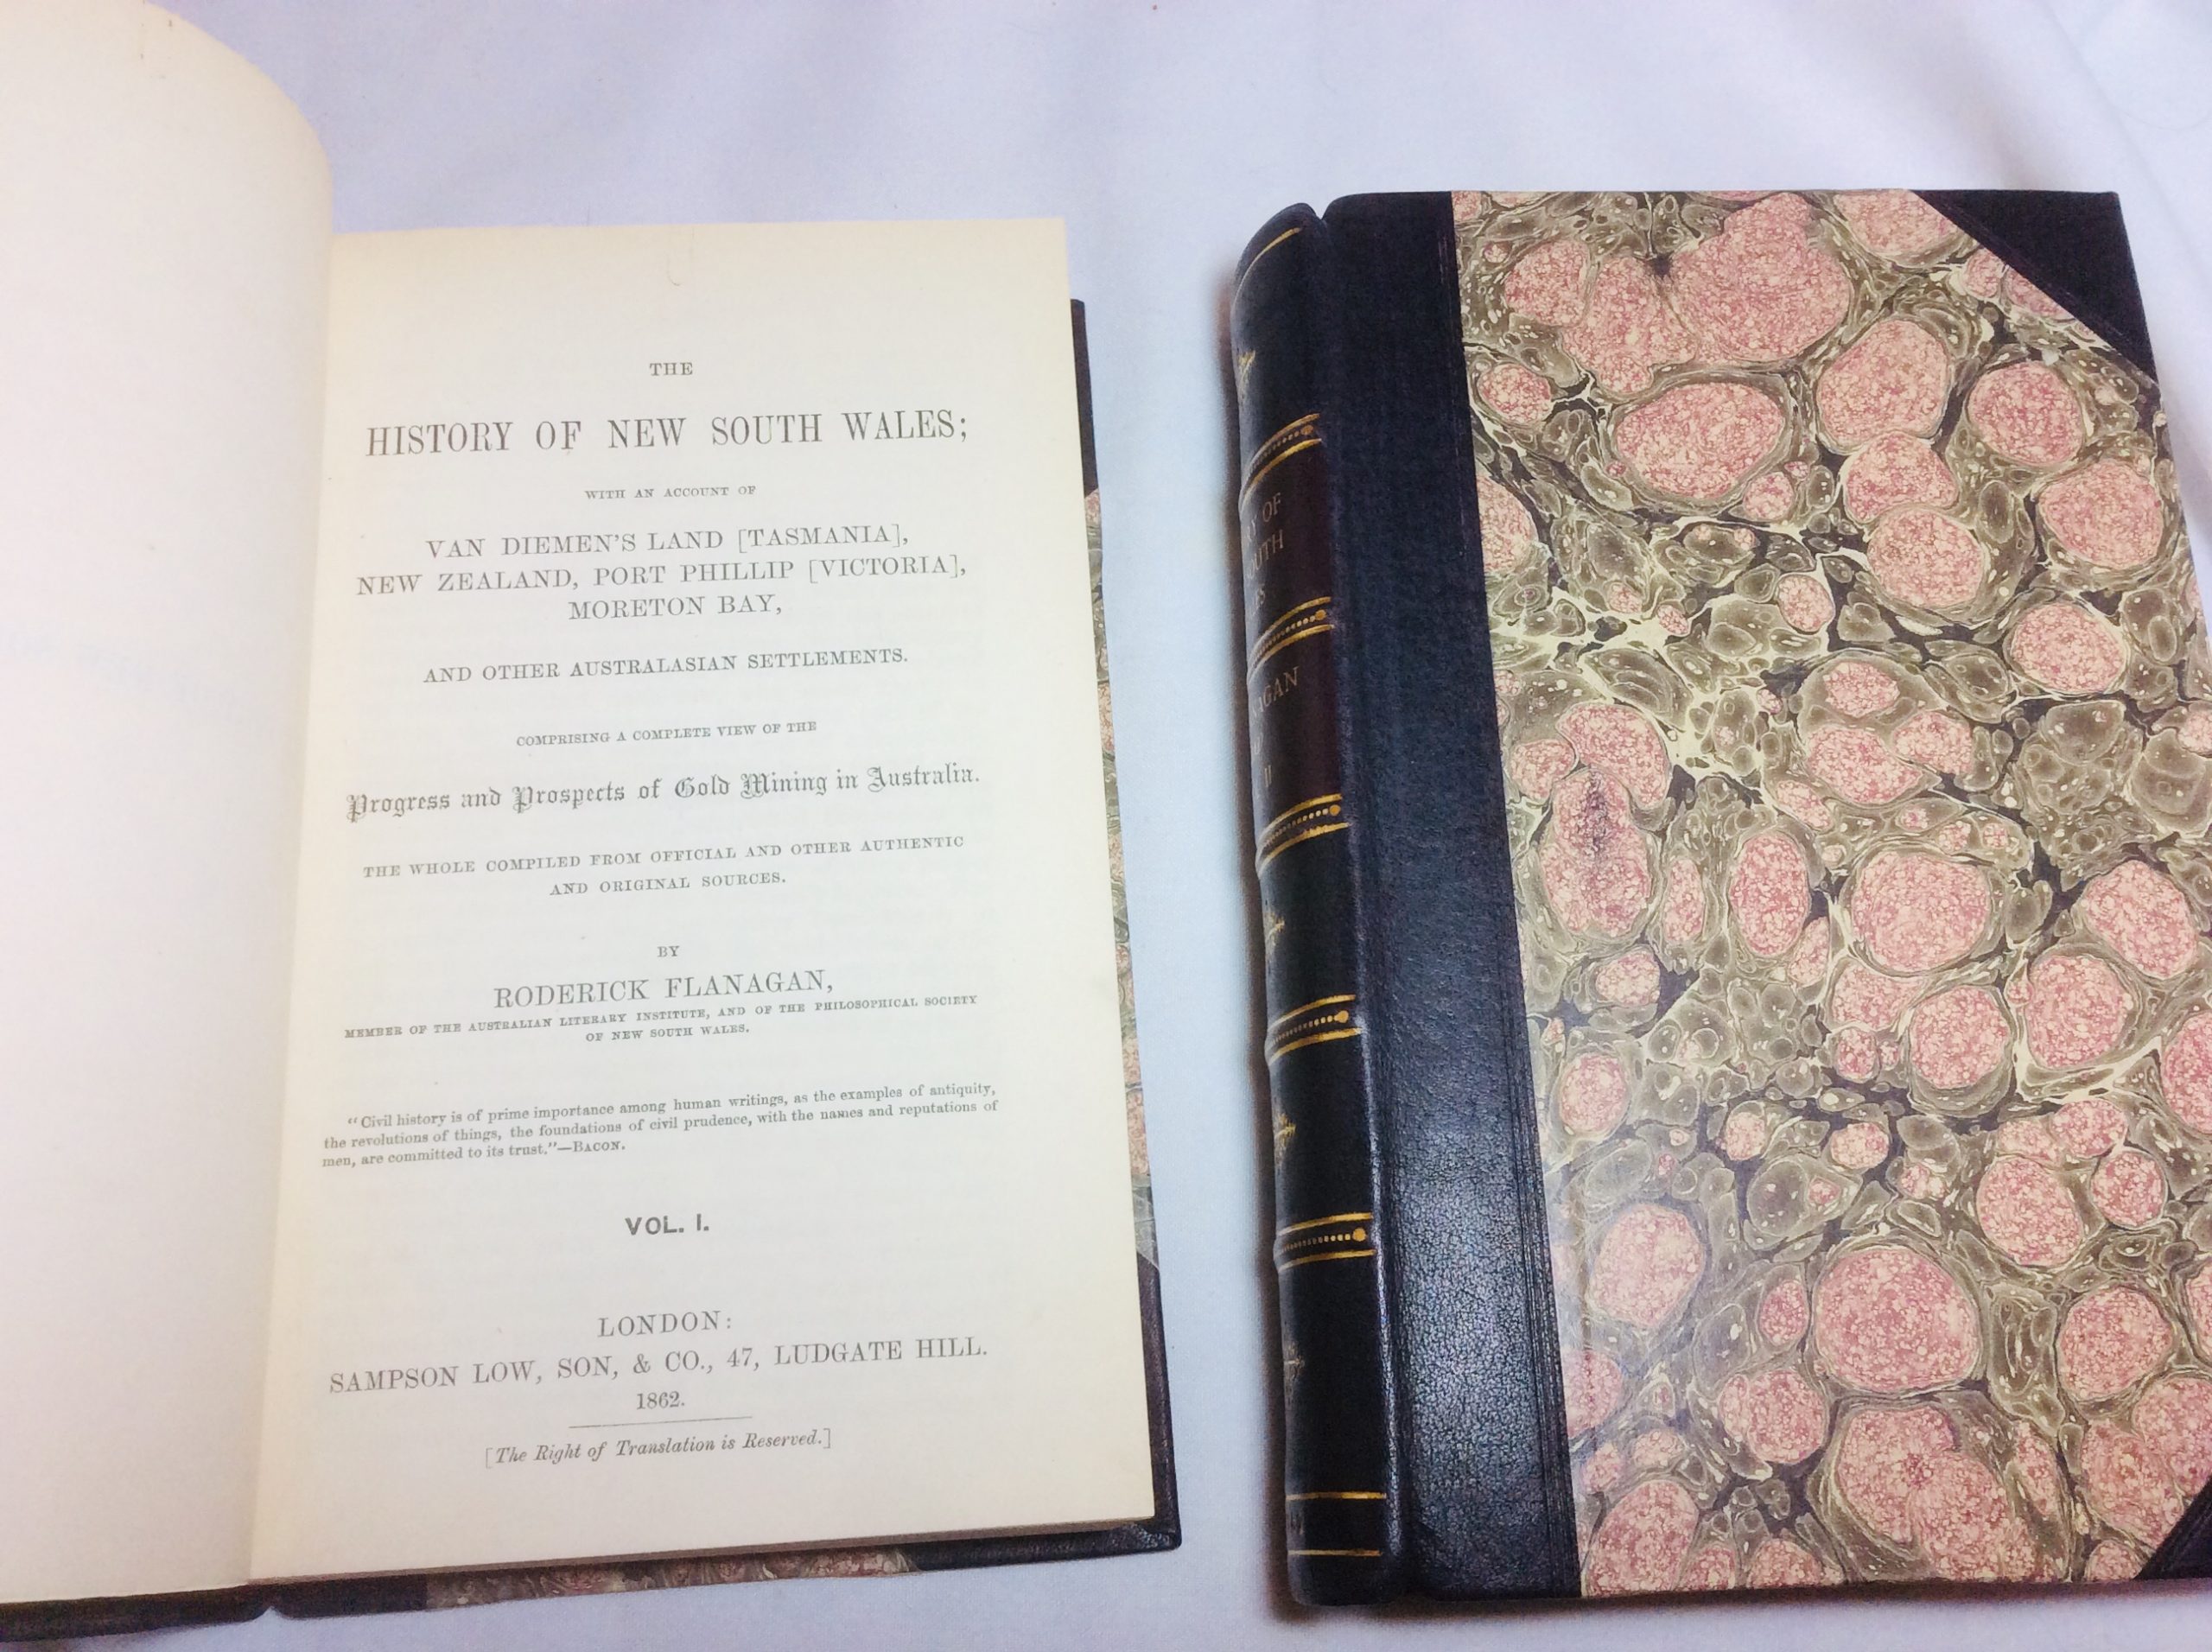 THE
HISTORY OF NEW SOUTH WALES;
WITH AN ACCOUNT OF
VAN DIEMEN'S LAND [TASMANIA],
NEW ZEALAND, PORT PHILLIP [VICTORIA],
MORETON BAY,
AND OTHER AUSTRALASIAN SETTLEMENTS.
COMPRISING A COMPLETE VIEW OF THE
Progress and Prospects of Gold Mining in Australia.
THE WHOLE COMPILED FROM OFFICIAL AND OTHER AUTHENTIC
AND ORIGINAL SOURCES.
BY
RODERICK FLANAGAN,
MEMBER OF THE AUSTRALIAN LITERARY INSTITUTE, AND OF THE PHILOSOPHICAL SOCIETY
OF NEW SOUTH WALES.
"Civil history is of prime importance among human writings, as the examples of antiquity,
the revolutions of things, the foundations of civil prudence, with the names and reputations of
men, are committed to its trust."—BACON.
VOL. I.
LONDON:
SAMPSON LOW, SON, & CO., 47, LUDGATE HILL.
1862.
[The Right of Translation is Reserved.]
OF
II